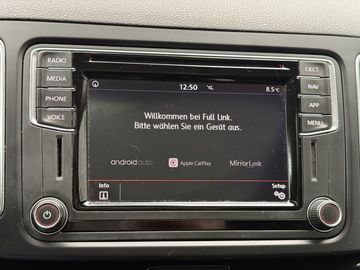 RADIO
MEDIA
PHONE
VOICE
12:50
8.5°C
Willkommen bei Full Link.
Bitte wählen Sie ein Gerät aus.
androidauto
Apple CarPlay
MirrorLink
Info
Setup
EJECT
NAV
APP
MENU